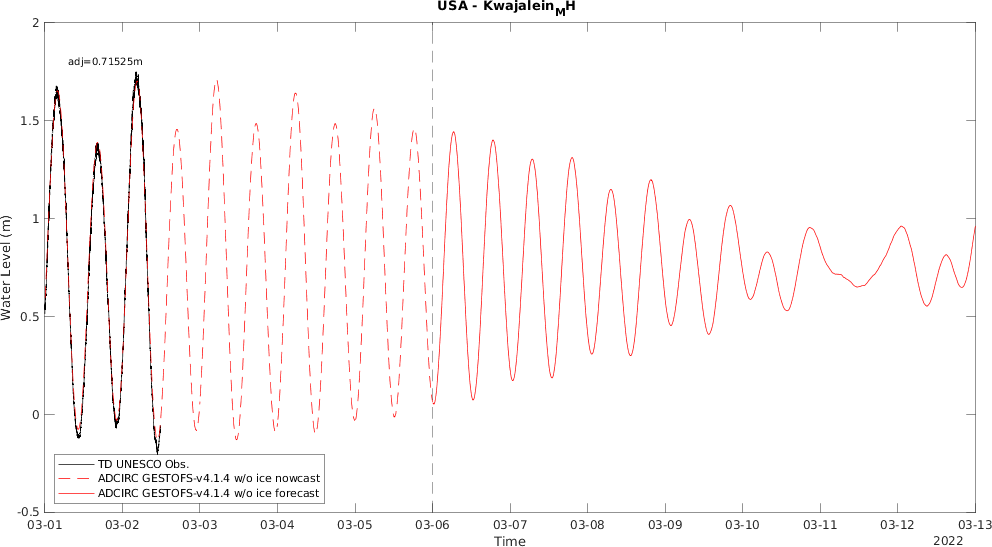 USA - Kwajalein_MH
adj=0.71525m
2
1.5
1
0.5
0
-0.5
Water Level (m)
TD UNESCO Obs.
ADCIRC GESTOFS-v4.1.4 w/o ice nowcast
ADCIRC GESTOFS-v4.1.4 w/o ice forecast
03-01 03-02 03-03 03-04 03-05 03-06 03-07 03-08 03-09 03-10 03-11 03-12 03-13
Time
2022